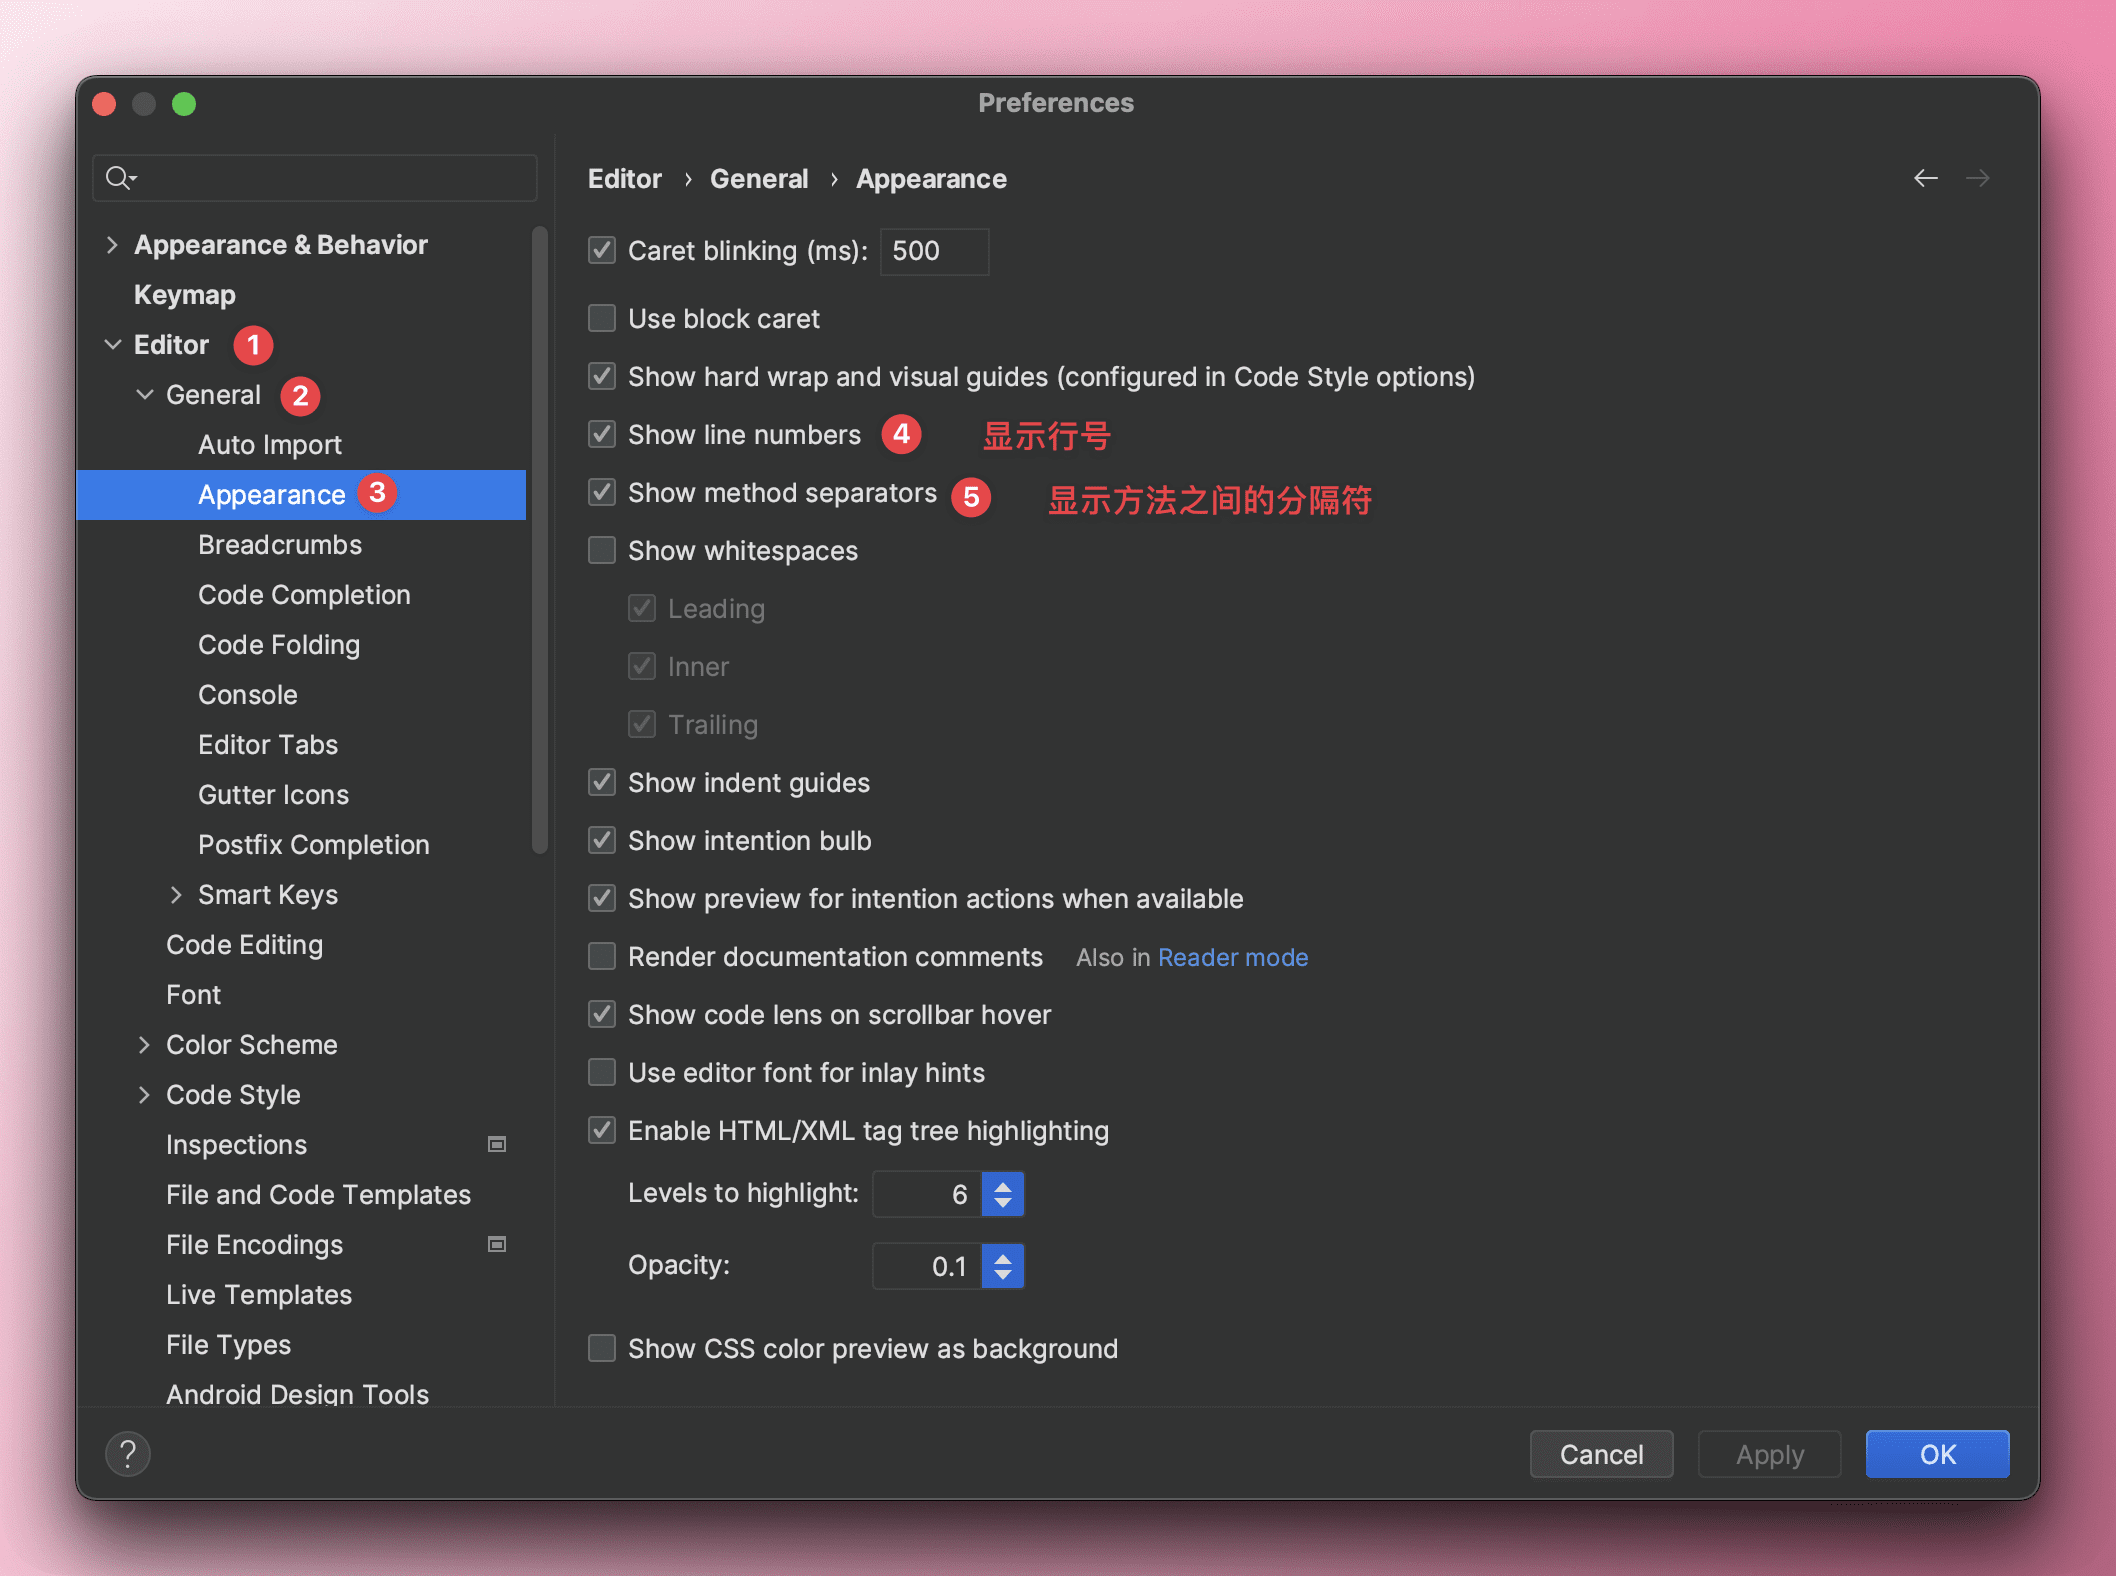 Preferences
Appearance & Behavior
Keymap
Editor 1
General 2
Auto Import
Appearance 3
Breadcrumbs
Code Completion
Code Folding
Console
Editor Tabs
Gutter Icons
Postfix Completion
Smart Keys
Code Editing
Font
Color Scheme
Code Style
Inspections
File and Code Templates
File Encodings
Live Templates
File Types
Android Design Tools
Editor › General › Appearance
Caret blinking (ms): 500
Use block caret
Show hard wrap and visual guides (configured in Code Style options)
Show line numbers 4 显示行号
Show method separators 5 显示方法之间的分隔符
Show whitespaces
Leading
Inner
Trailing
Show indent guides
Show intention bulb
Show preview for intention actions when available
Render documentation comments Also in Reader mode
Show code lens on scrollbar hover
Use editor font for inlay hints
Enable HTML/XML tag tree highlighting
Levels to highlight: 6
Opacity: 0.1
Show CSS color preview as background
? Cancel Apply OK